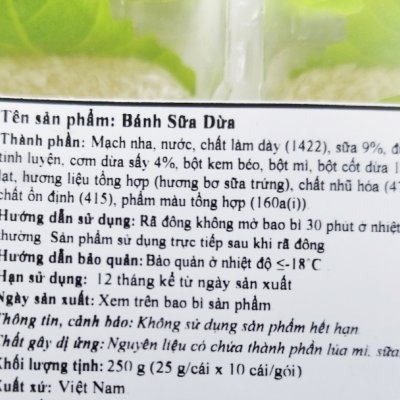 Tên sản phẩm: Bánh Sữa Dừa
Thành phần: Mạch nha, nước, chất làm dày (1422), sữa 9%,
tinh luyện, cơm dừa sấy 4%, bột kem béo, bột mì, bột cốt dừa
lạt, hương liệu tổng hợp (hương bơ sữa trứng), chất nhũ hóa
chất ổn định (415), phẩm màu tổng hợp (160a(i)).
Hướng dẫn sử dụng: Rã đông không mở bao bì 30 phút ở nhiệt
thường Sản phẩm sử dụng trực tiếp sau khi rã đông
Hướng dẫn bảo quản: Bảo quản ở nhiệt độ ≤-18°C
Hạn sử dụng: 12 tháng kể từ ngày sản xuất
Ngày sản xuất: Xem trên bao bì sản phẩm
Thông tin, cảnh báo: Không sử dụng sản phẩm hết hạn
Chất gây dị ứng: Nguyên liệu có chứa thành phần lúa mì, sữa
Khối lượng tịnh: 250 g (25 g/cái x 10 cái/gói)
Xuất xứ: Việt Nam